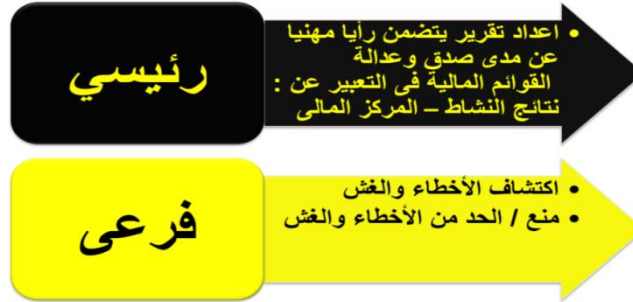 رئيسي
• اعداد تقرير يتضمن رأيا مهنيا
عن مدى صدق وعدالة
القوائم المالية فى التعبير عن :
نتائج النشاط – المركز المالى
فرعى
• اكتشاف الأخطاء والغش
• منع / الحد من الأخطاء والغش